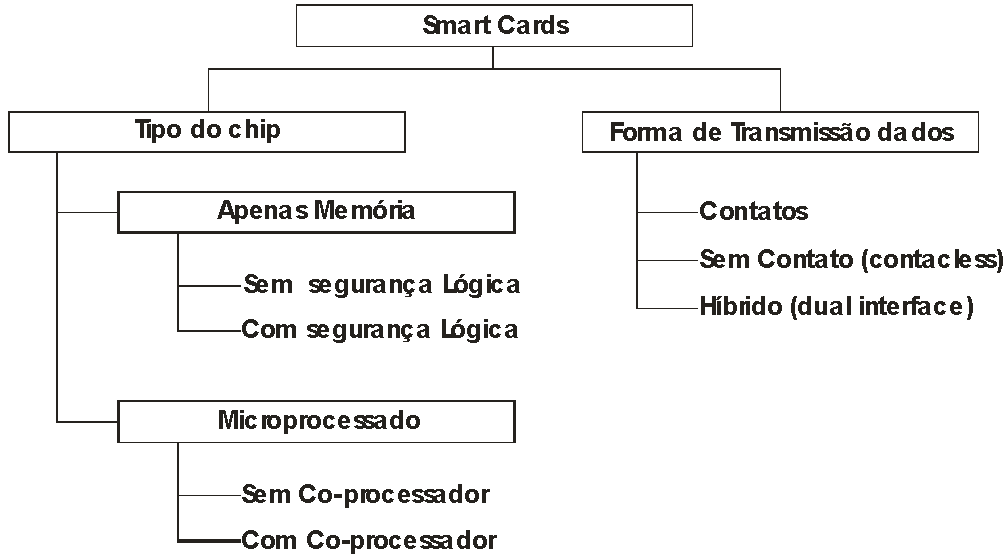 Smart Cards
Tipo do chip
Forma de Transmissão dados
Apenas Memória
Sem segurança Lógica
Com segurança Lógica
Microprocessado
Sem Co-processador
Com Co-processador
Contatos
Sem Contato (contacless)
Híbrido (dual interface)